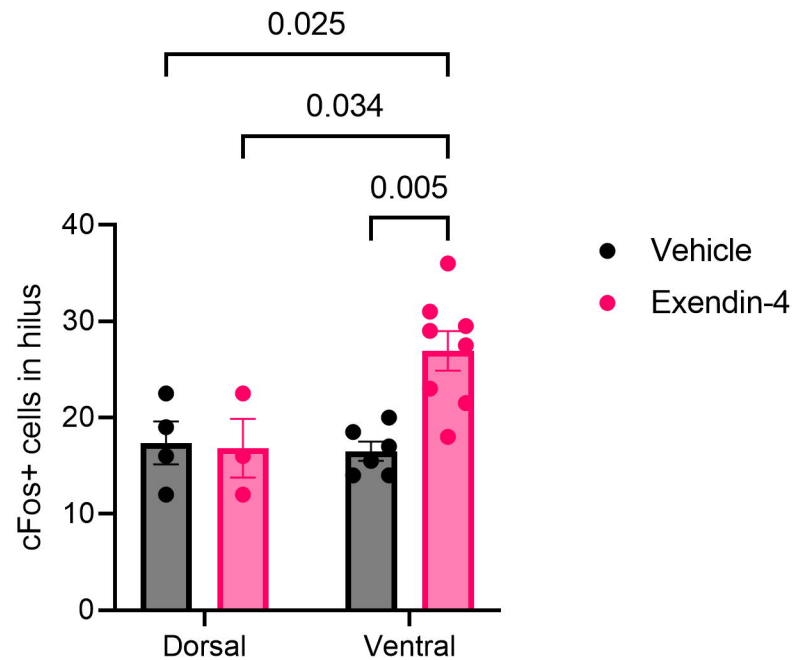 0.025
0.034
0.005
cFos+ cells in hilus
40
30
20
10
0
Dorsal
Ventral
Vehicle
Exendin-4